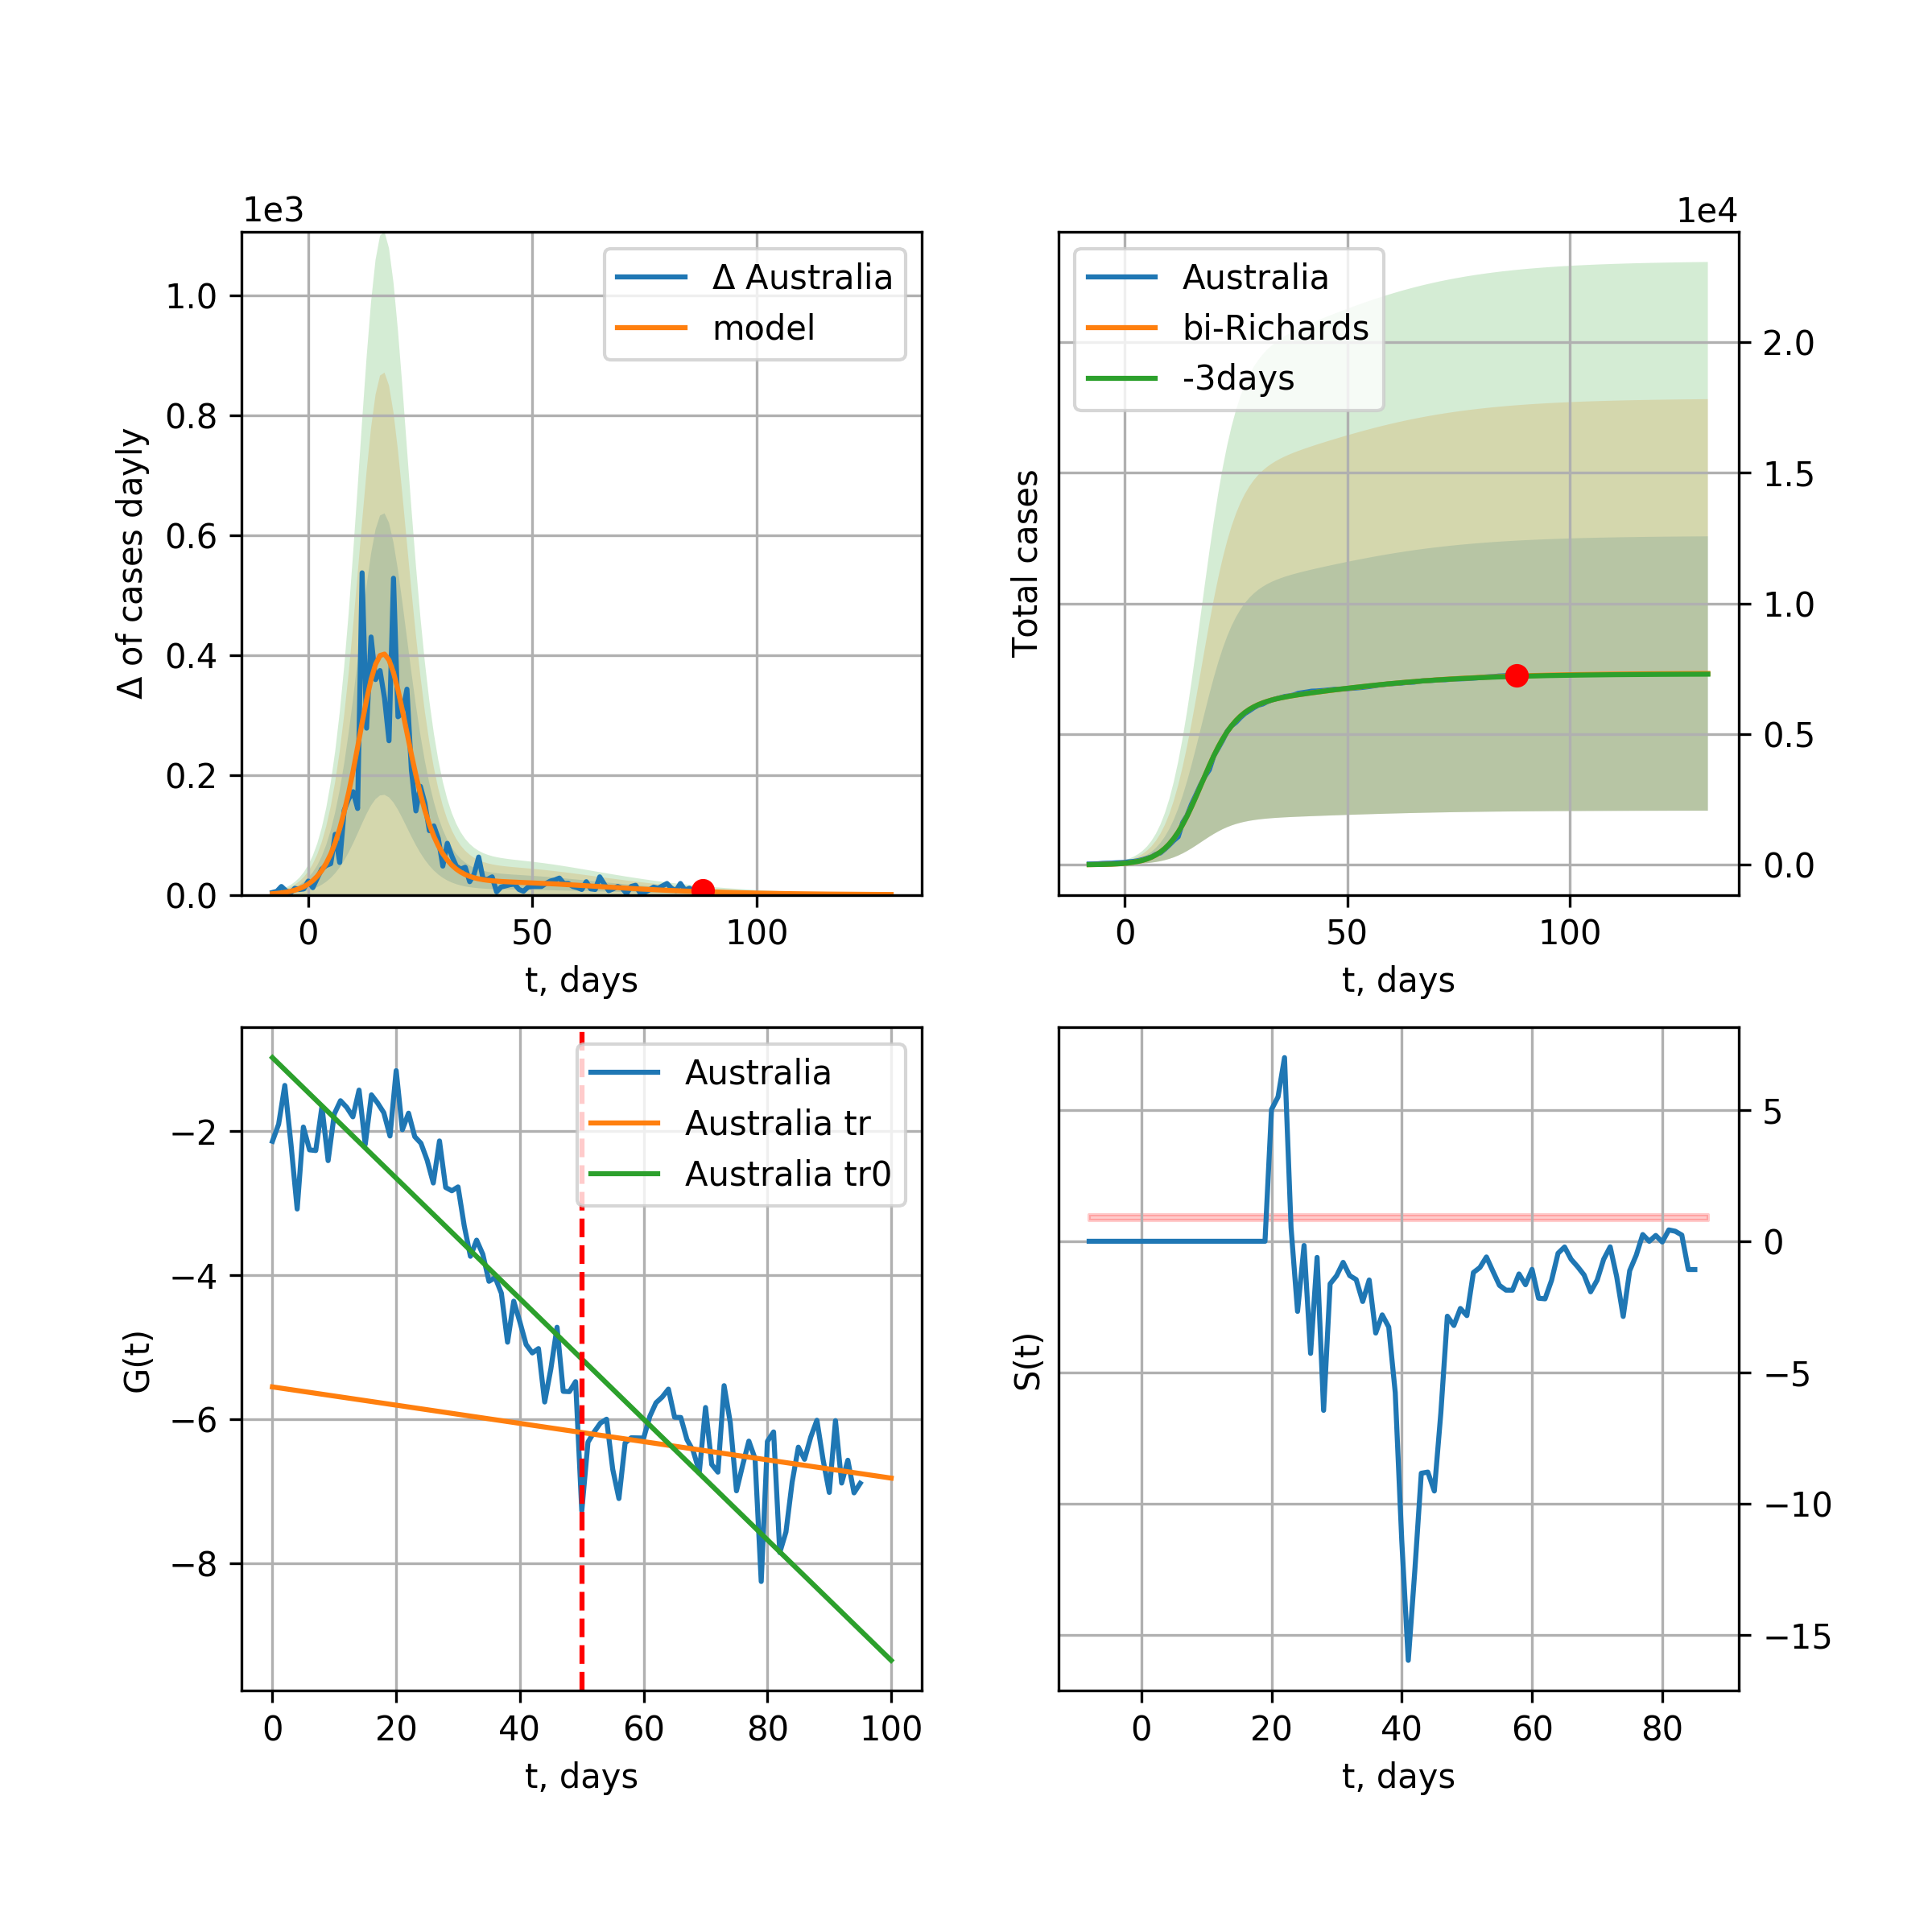 1e3
1.0
0.8
0.6
0.4
0.2
0.0
Δ of cases dayly
Δ Australia
model
0 50 100
t, days
1e4
Australia
bi-Richards
-3days
Total cases
2.0
1.5
1.0
0.5
0.0
0 50 100
t, days
G(t)
−2
−4
−6
−8
Australia
Australia tr
Australia tr0
0 20 40 60 80 100
t, days
S(t)
5
0
−5
−10
−15
0 20 40 60 80
t, days